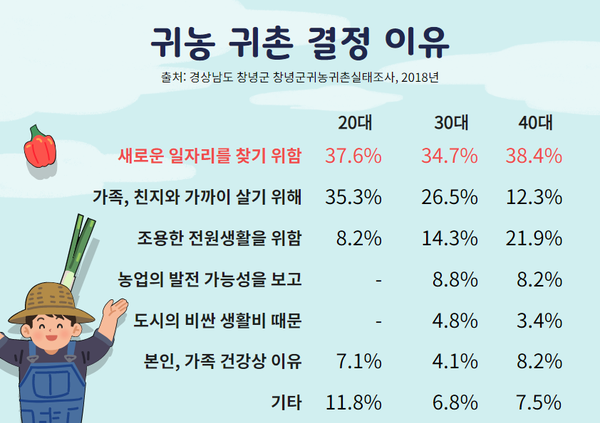 귀농 귀촌 결정 이유
출처: 경상남도 창녕군 창녕군귀농귀촌실태조사, 2018년
20대 30대 40대
새로운 일자리를 찾기 위함 37.6% 34.7% 38.4%
가족, 친지와 가까이 살기 위해 35.3% 26.5% 12.3%
조용한 전원생활을 위함 8.2% 14.3% 21.9%
농업의 발전 가능성을 보고 - 8.8% 8.2%
도시의 비싼 생활비 때문 - 4.8% 3.4%
본인, 가족 건강상 이유 7.1% 4.1% 8.2%
기타 11.8% 6.8% 7.5%